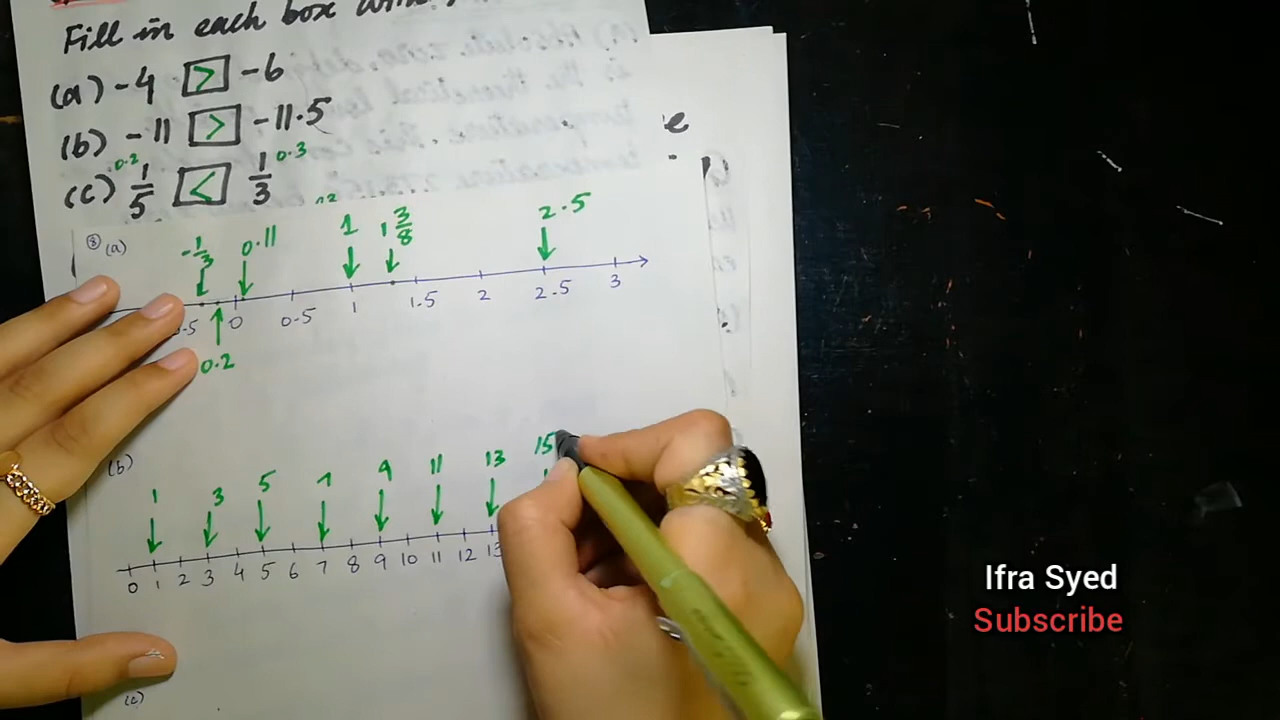 Fill in each box
(a) -4 > -6
(b) -11 > -11.5
0.2 0.3
(c) 1/5 < 1/3
③ (a)
-1/3 0.11 1 1 3/8 2.5
.5 0 0.5 1 1.5 2 2.5 3
0.2
(b)
1 3 5 7 9 11 13 15
0 1 2 3 4 5 6 7 8 9 10 11 12 13
(c)
Ifra Syed
Subscribe